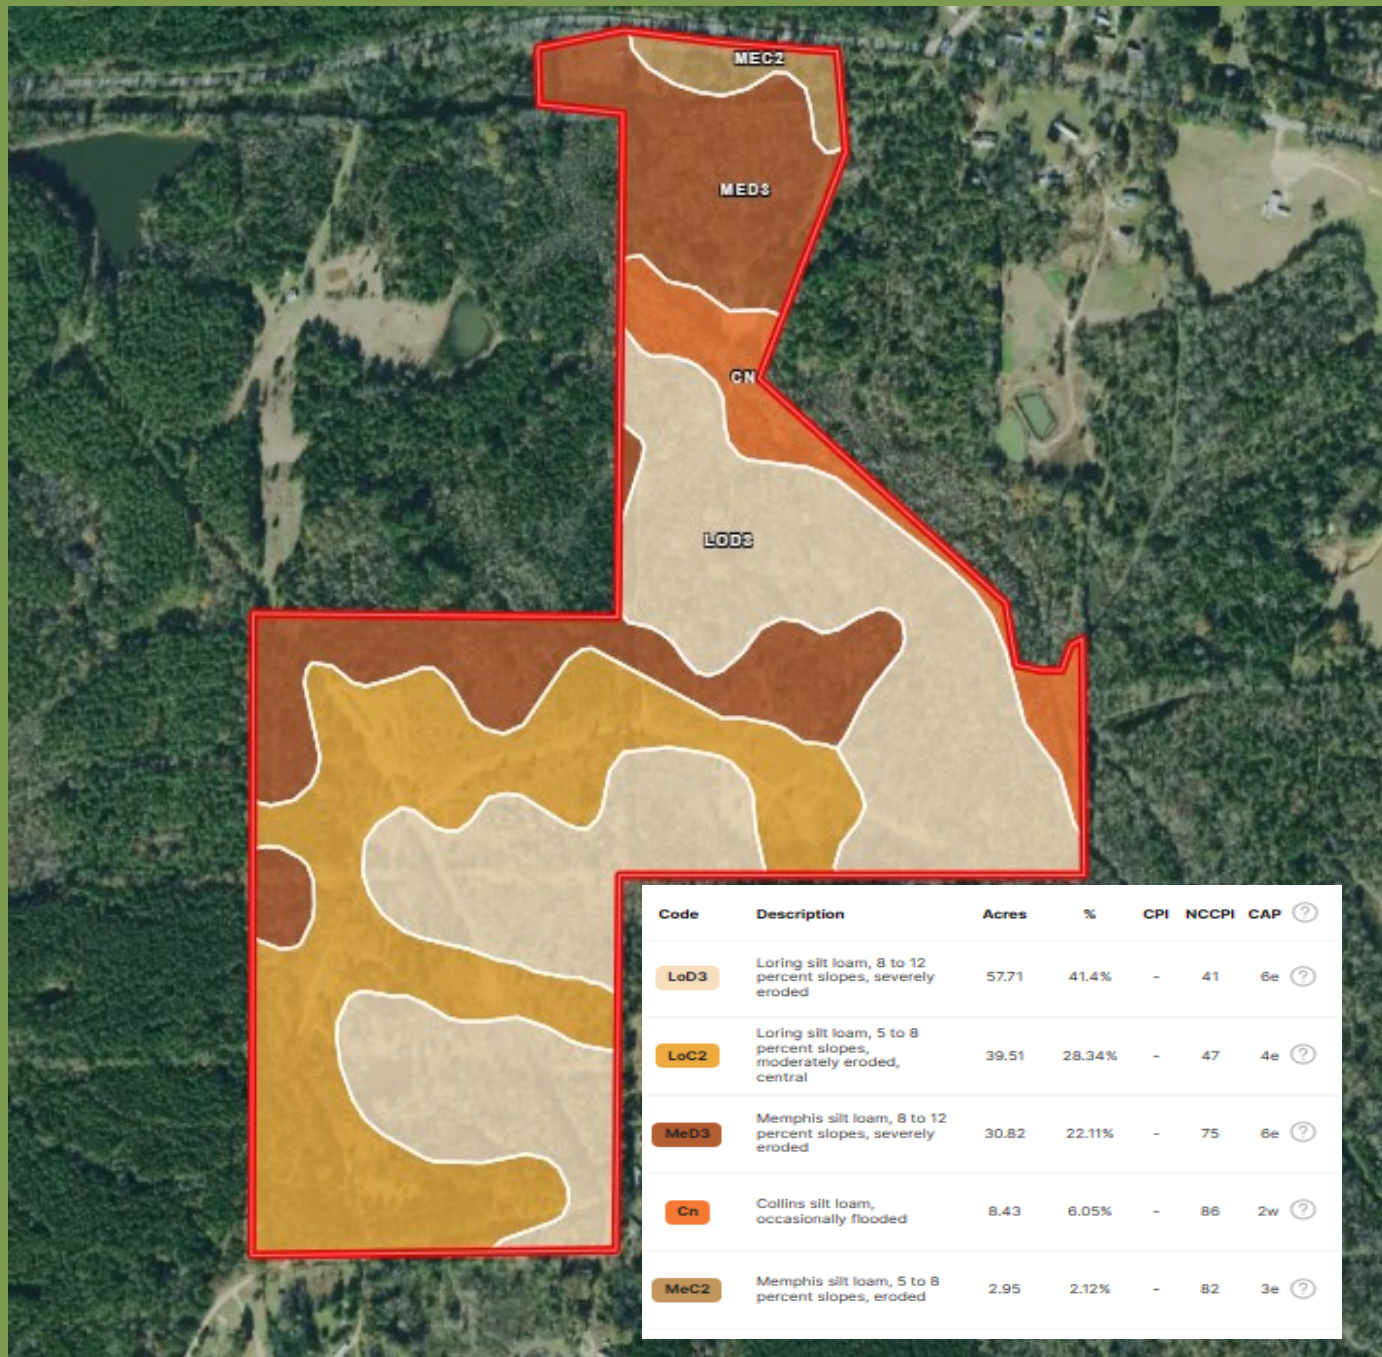 MEC2
MED3
CN
LOD3
Code Description Acres % CPI NCCPI CAP ?
LoD3 Loring silt loam, 8 to 12 percent slopes, severely eroded 57.71 41.4% - 41 6e ?
LoC2 Loring silt loam, 5 to 8 percent slopes, moderately eroded, central 39.51 28.34% - 47 4e ?
MeD3 Memphis silt loam, 8 to 12 percent slopes, severely eroded 30.82 22.11% - 75 6e ?
Cn Collins silt loam, occasionally flooded 8.43 6.05% - 86 2w ?
MeC2 Memphis silt loam, 5 to 8 percent slopes, eroded 2.95 2.12% - 82 3e ?